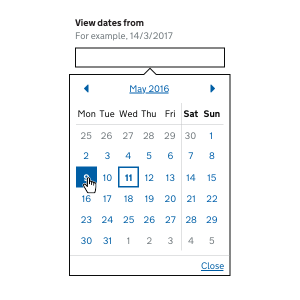 View dates from
For example, 14/3/2017
May 2016
Mon Tue Wed Thu Fri Sat Sun
25 26 27 28 29 30 1
2 3 4 5 6 7 8
9 10 11 12 13 14 15
16 17 18 19 20 21 22
23 24 25 26 27 28 29
30 31 1 2 3 4 5
Close